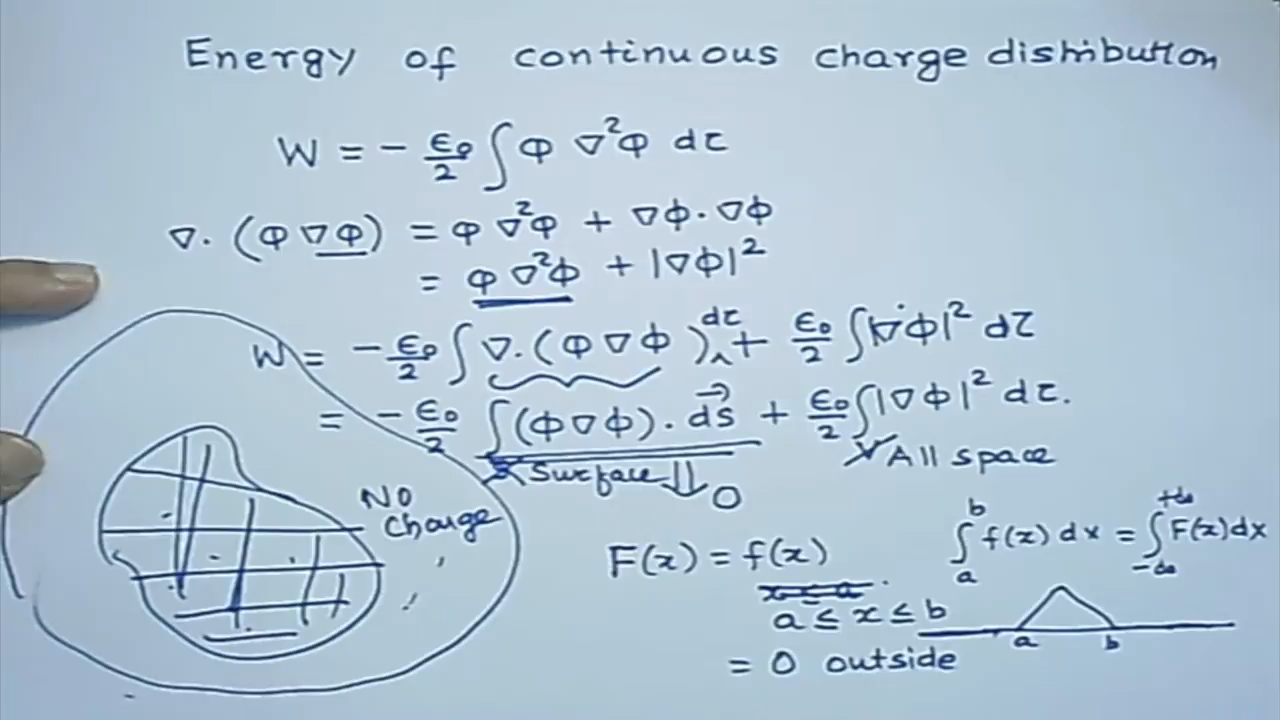 Energy of continuous charge distribution
W = - ε₀/2 ∫ Φ ∇²Φ dτ
∇. (Φ ∇Φ) = Φ ∇²Φ + ∇Φ. ∇Φ
= Φ ∇²Φ + |∇Φ|²
W = - ε₀/2 ∫ ∇. (Φ ∇Φ) dτ + ε₀/2 ∫ |∇Φ|² dτ
= - ε₀/2 ∫ (Φ∇Φ). ds⃗ + ε₀/2 ∫ |∇Φ|² dτ.
Surface ⇓ 0
All space
No
Charge
F(x) = f(x)
a ≤ x ≤ b
= 0 outside
∫ₐᵇ f(x) dx = ∫₋∞⁺∞ F(x) dx
a b